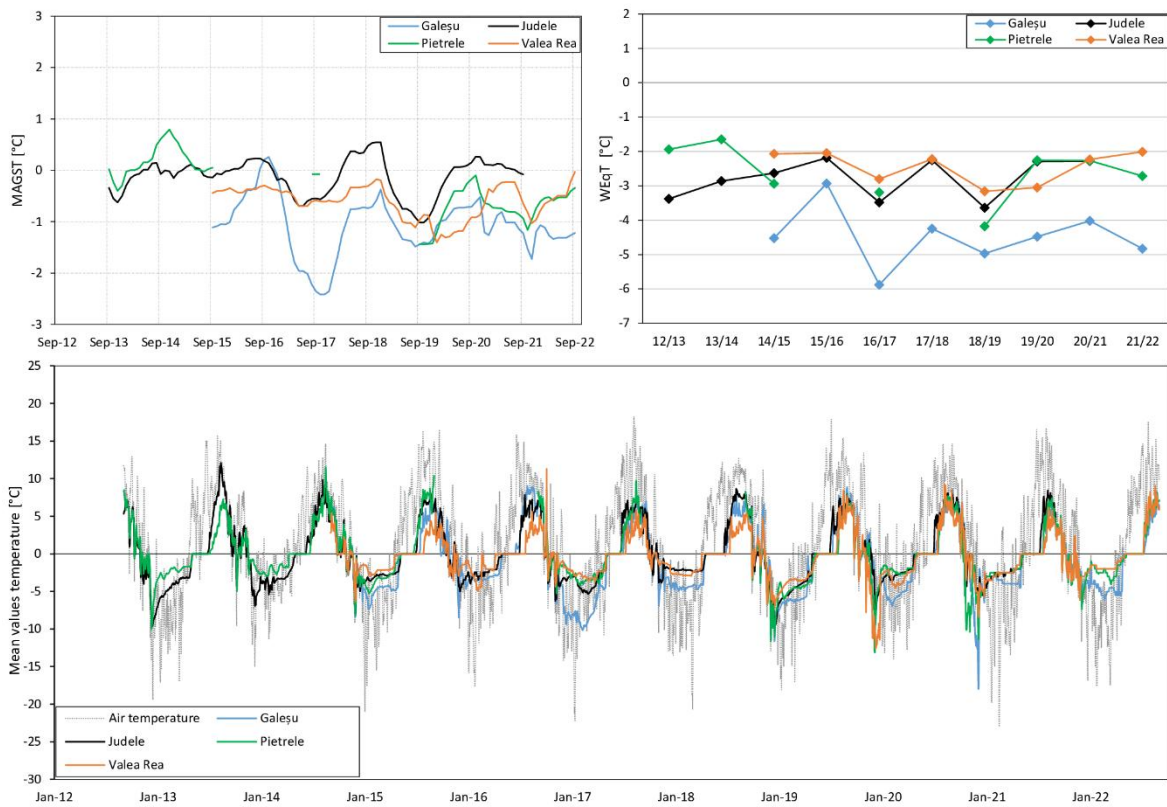 Galeșu
Judele
Pietrele
Valea Rea
MAGST [°C]
3
2
1
0
-1
-2
-3
Sep-12
Sep-13
Sep-14
Sep-15
Sep-16
Sep-17
Sep-18
Sep-19
Sep-20
Sep-21
Sep-22
Galeșu
Judele
Pietrele
Valea Rea
WEqT [°C]
2
1
0
-1
-2
-3
-4
-5
-6
-7
12/13
13/14
14/15
15/16
16/17
17/18
18/19
19/20
20/21
21/22
Mean values temperature [°C]
25
20
15
10
5
0
-5
-10
-15
-20
-25
-30
Air temperature
Galeșu
Judele
Pietrele
Valea Rea
Jan-12
Jan-13
Jan-14
Jan-15
Jan-16
Jan-17
Jan-18
Jan-19
Jan-20
Jan-21
Jan-22